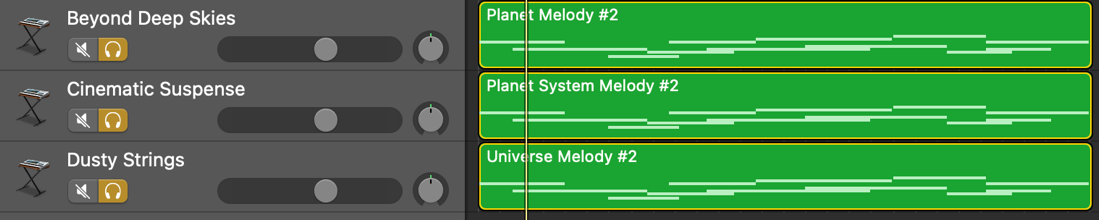 Beyond Deep Skies
Planet Melody #2
Cinematic Suspense
Planet System Melody #2
Dusty Strings
Universe Melody #2